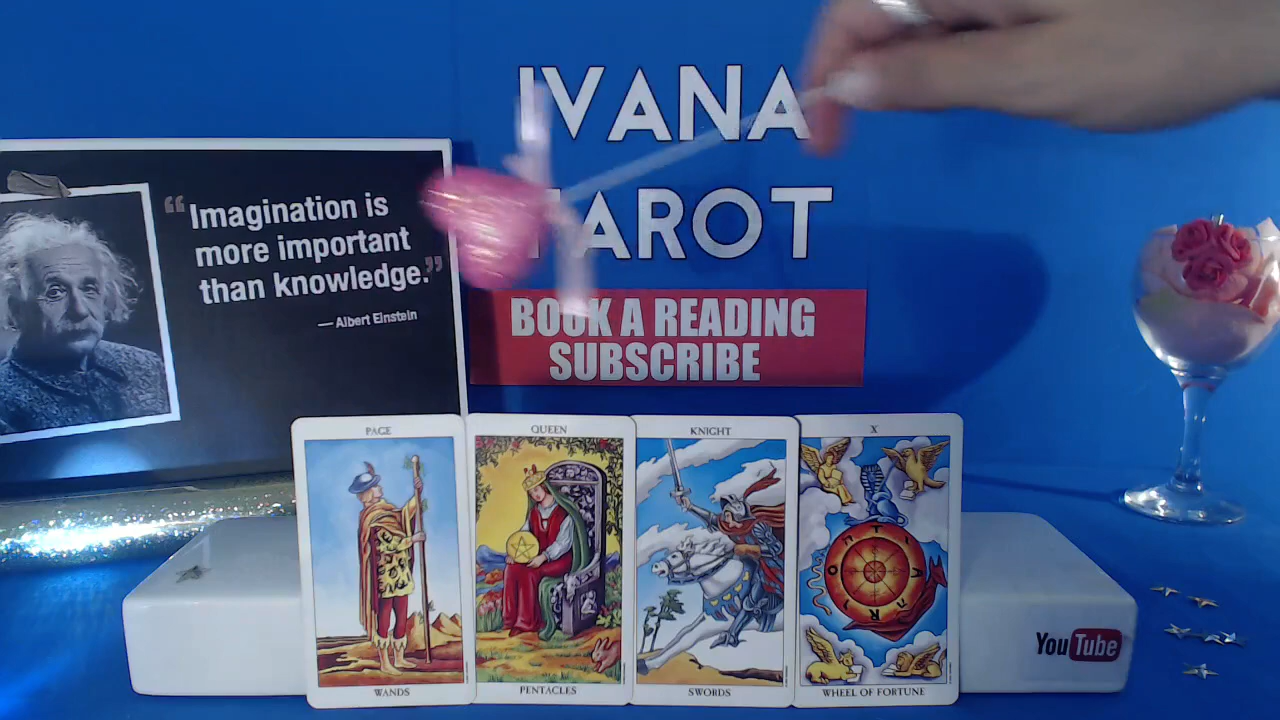 IVANA
TAROT
BOOK A READING
SUBSCRIBE
“Imagination is
more important
than knowledge.”
— Albert Einstein
PAGE
WANDS
QUEEN
PENTACLES
KNIGHT
SWORDS
X
WHEEL OF FORTUNE
YouTube